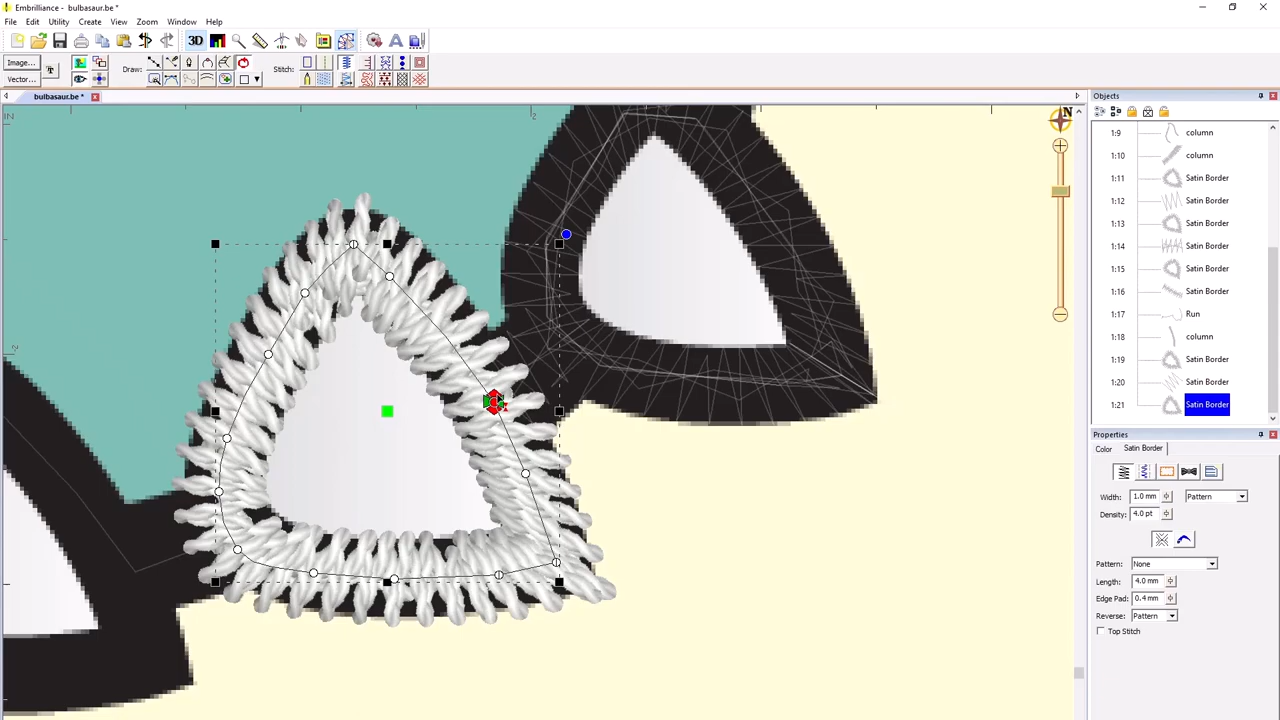 Embrilliance - bulbasaur.be *
File Edit Utility Create View Zoom Window Help
3D A
Image... T Draw: Stitch:
Vector...
bulbasaur.be *
IN 2 N
2
Objects
1:9 column
1:10 column
1:11 Satin Border
1:12 Satin Border
1:13 Satin Border
1:14 Satin Border
1:15 Satin Border
1:16 Satin Border
1:17 Run
1:18 column
1:19 Satin Border
1:20 Satin Border
1:21 Satin Border
Properties
Color Satin Border
Width: 1.0 mm Pattern
Density: 4.0 pt
Pattern: None
Length: 4.0 mm
Edge Pad: 0.4 mm
Reverse: Pattern
Top Stitch